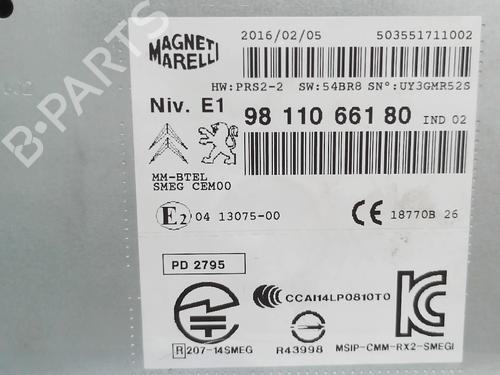 MAGNETI MARELLI
2016/02/05 503551711002
HW:PRS2-2 SW:54BR8 SN°:UY3GMR52S
Niv. E1 98 110 661 80 IND 02
MM-BTEL
SMEG CEM00
E2 04 13075-00 CE 18770B 26
PD 2795
CCAI14LP0810T0
R 207-14SMEG R43998 MSIP-CMM-RX2-SMEGI
B-PARTS